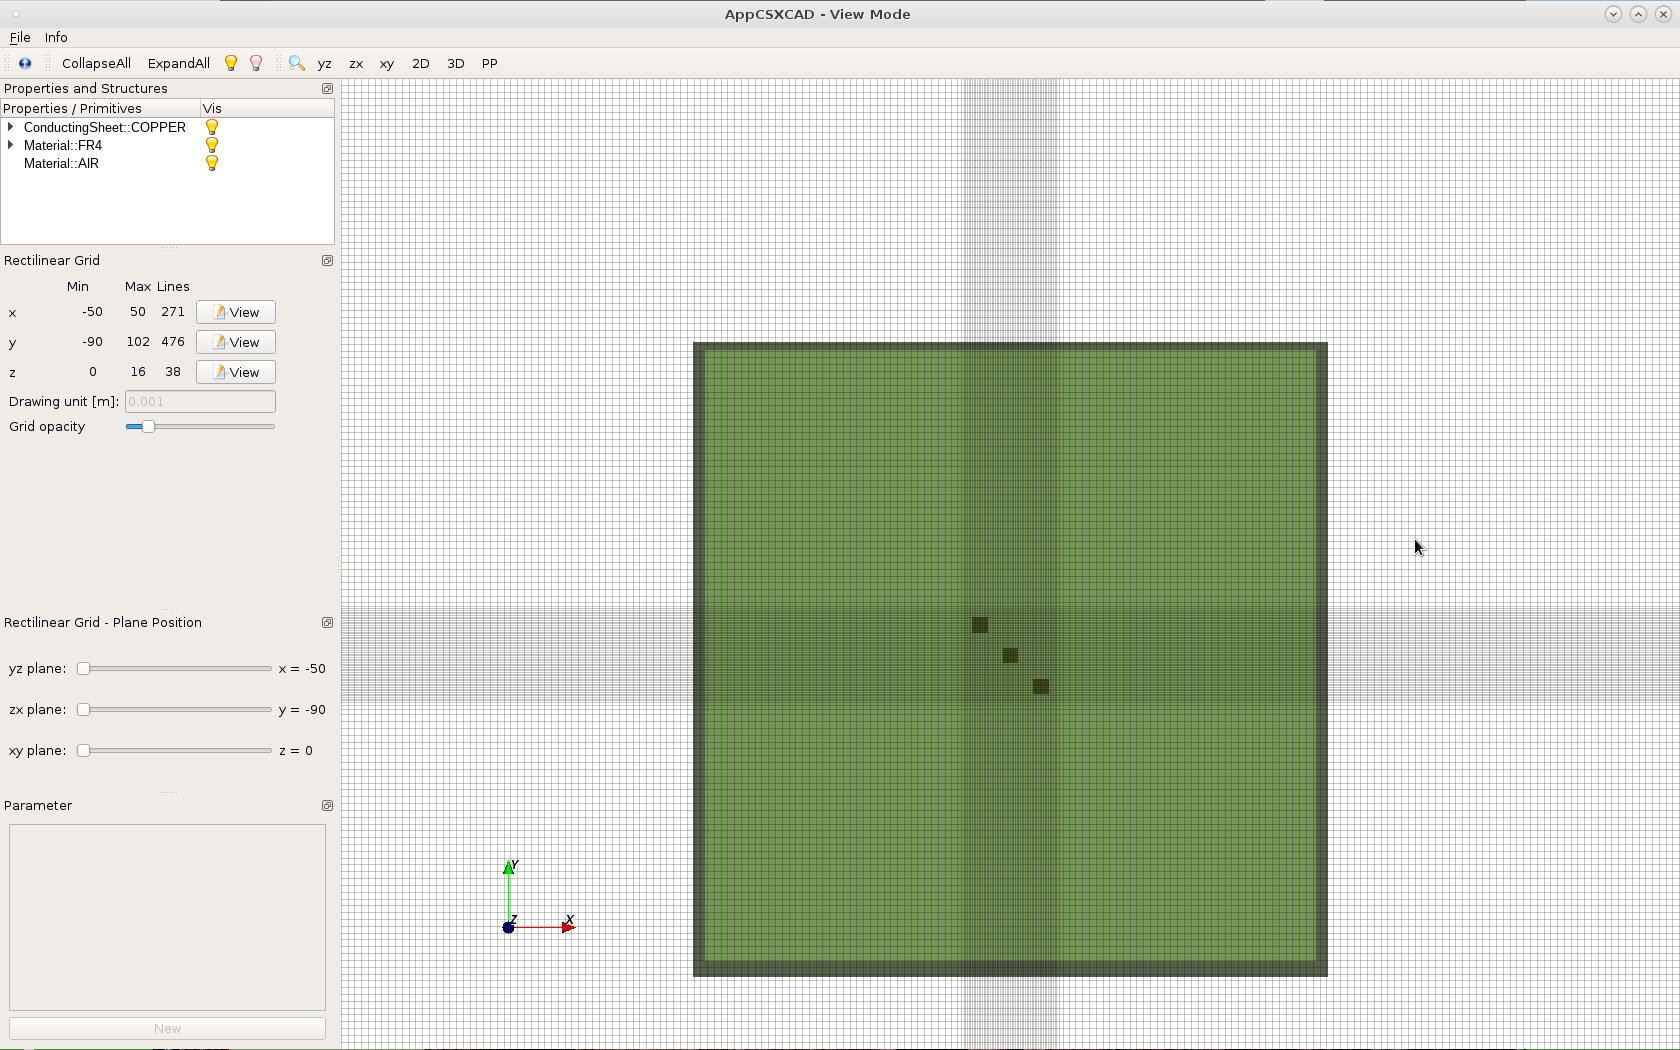 AppCSXCAD - View Mode
File Info
CollapseAll ExpandAll yz zx xy 2D 3D PP
Properties and Structures
Properties / Primitives Vis
ConductingSheet::COPPER
Material::FR4
Material::AIR
Rectilinear Grid
Min Max Lines
x -50 50 271 View
y -90 102 476 View
z 0 16 38 View
Drawing unit [m]: 0.001
Grid opacity
Rectilinear Grid - Plane Position
yz plane: x = -50
zx plane: y = -90
xy plane: z = 0
Parameter
New
Y
Z X